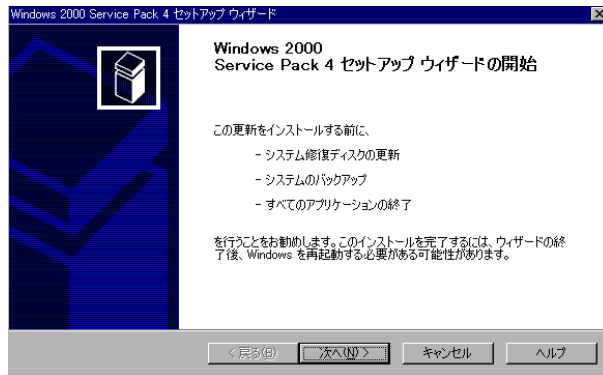 Windows 2000 Service Pack 4 セットアップ ウィザード
Windows 2000
Service Pack 4 セットアップ ウィザードの開始
この更新をインストールする前に、
- システム修復ディスクの更新
- システムのバックアップ
- すべてのアプリケーションの終了
を行うことをお勧めします。このインストールを完了するには、ウィザードの終
了後、Windows を再起動する必要がある可能性があります。
< 戻る(B) 次へ(N) > キャンセル ヘルプ